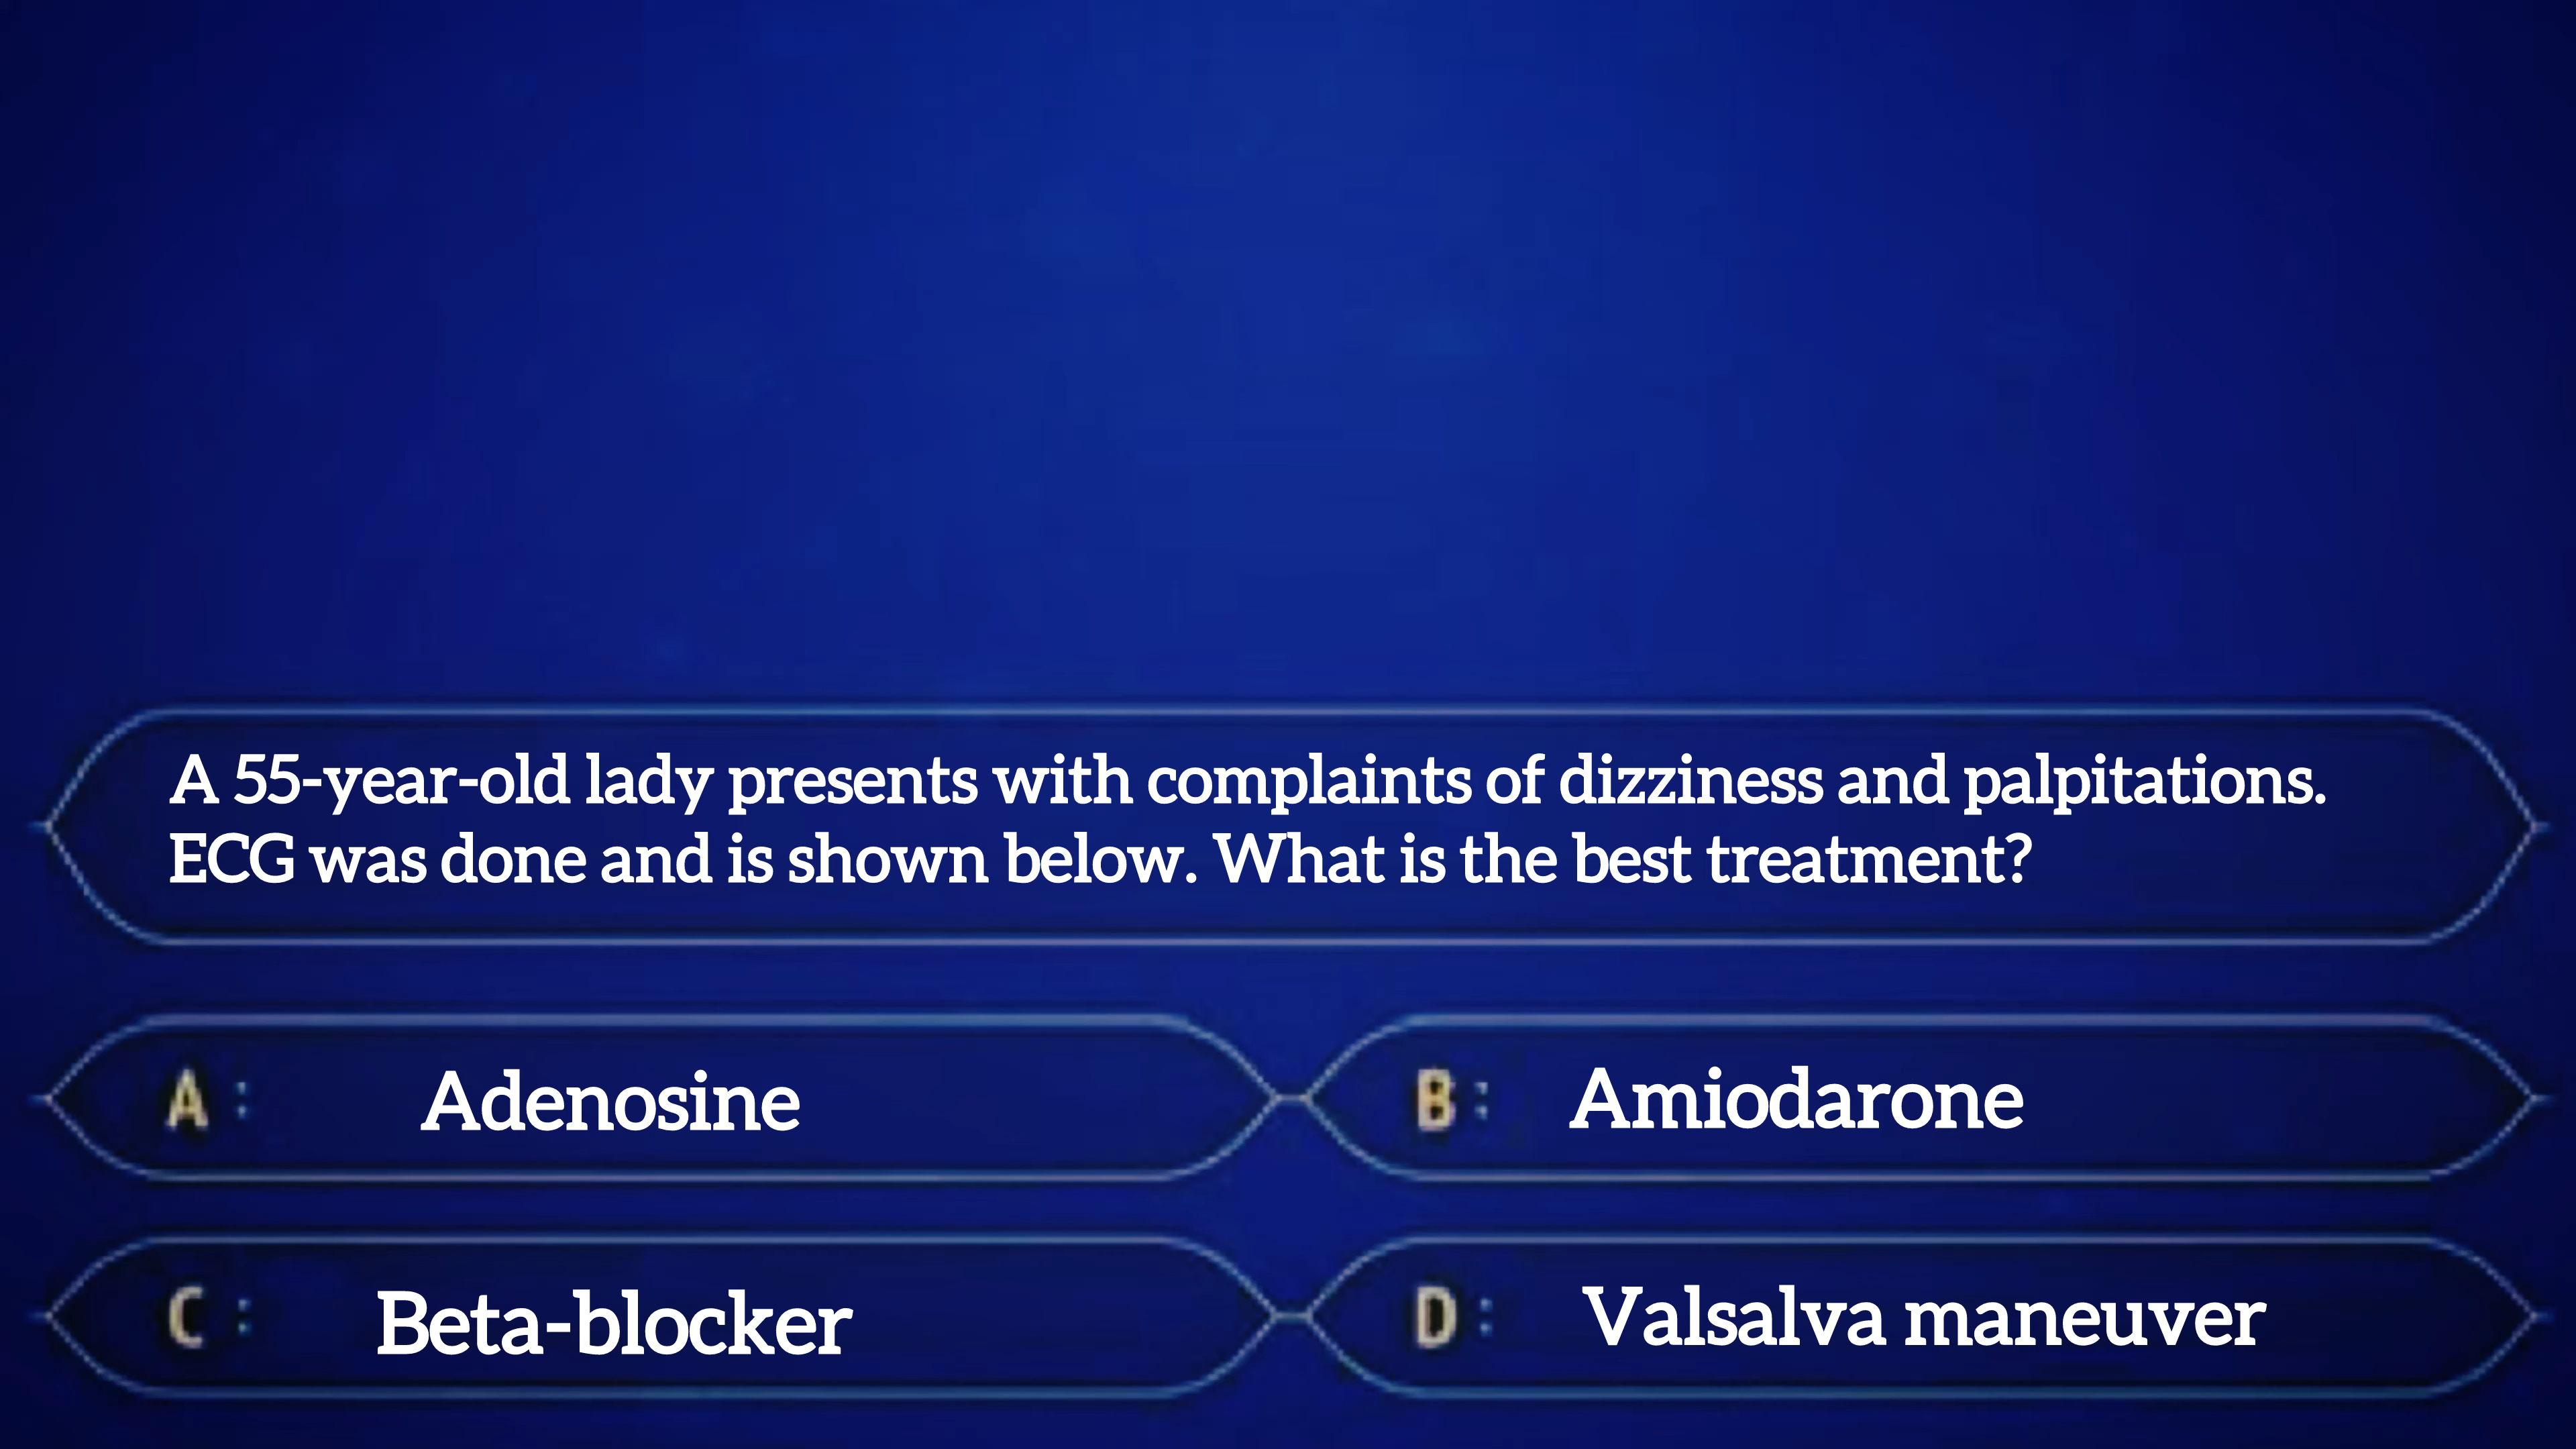 A 55-year-old lady presents with complaints of dizziness and palpitations.
ECG was done and is shown below. What is the best treatment?
A : Adenosine
B : Amiodarone
C : Beta-blocker
D : Valsalva maneuver